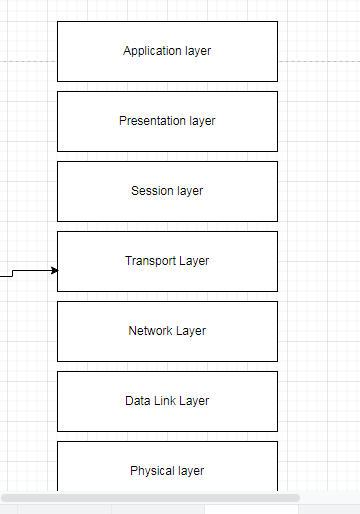 Application layer
Presentation layer
Session layer
Transport Layer
Network Layer
Data Link Layer
Physical layer